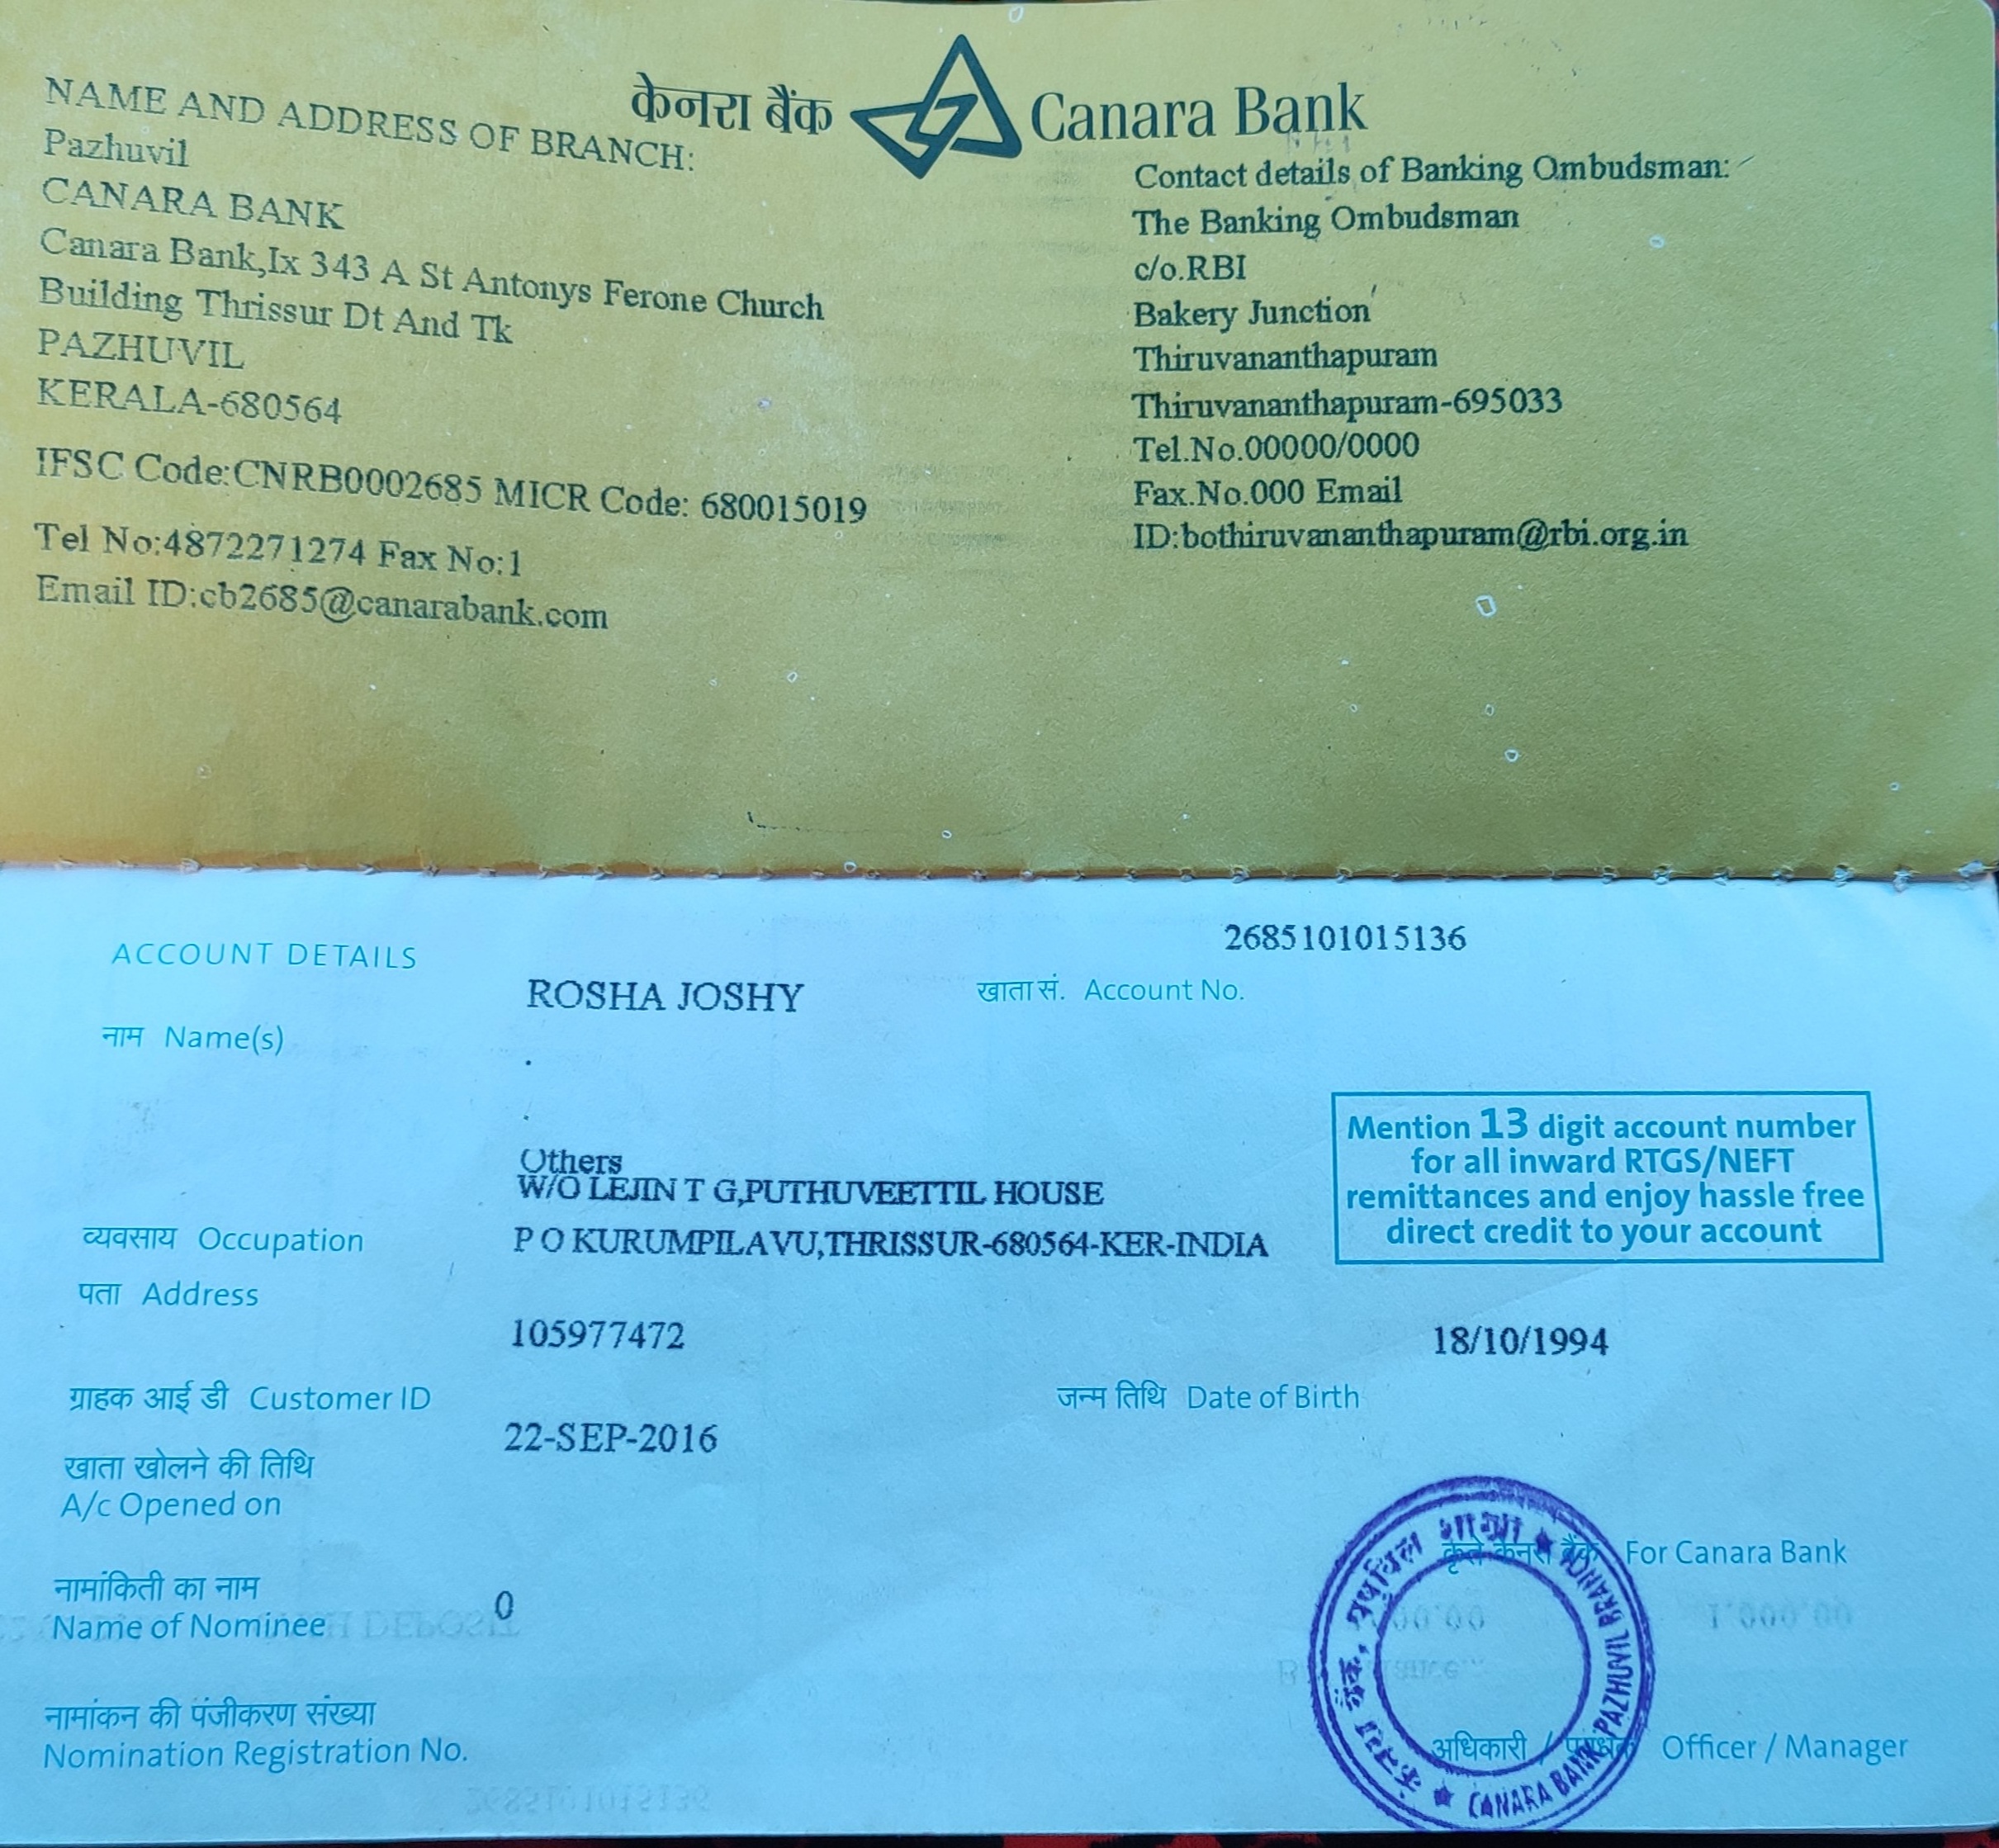 केनरा बैंक Canara Bank
NAME AND ADDRESS OF BRANCH:
Pazhuvil
CANARA BANK
Canara Bank,Ix 343 A St Antonys Ferone Church
Building Thrissur Dt And Tk
PAZHUVIL
KERALA-680564
IFSC Code:CNRB0002685 MICR Code: 680015019
Tel No:4872271274 Fax No:1
Email ID:cb2685@canarabank.com
Contact details of Banking Ombudsman:
The Banking Ombudsman
c/o.RBI
Bakery Junction
Thiruvananthapuram
Thiruvananthapuram-695033
Tel.No.00000/0000
Fax.No.000 Email
ID:bothiruvananthapuram@rbi.org.in
ACCOUNT DETAILS
2685101015136
ROSHA JOSHY
खाता सं. Account No.
नाम Name(s)
Mention 13 digit account number
for all inward RTGS/NEFT
remittances and enjoy hassle free
direct credit to your account
Others
W/O LEJIN T G,PUTHUVEETTIL HOUSE
व्यवसाय Occupation
P O KURUMPILAVU,THRISSUR-680564-KER-INDIA
पता Address
105977472
18/10/1994
ग्राहक आई डी Customer ID
जन्म तिथि Date of Birth
22-SEP-2016
खाता खोलने की तिथि
A/c Opened on
कृते केनरा बैंक For Canara Bank
नामांकिती का नाम
Name of Nominee
0
नामांकन की पंजीकरण संख्या
Nomination Registration No.
अधिकारी / प्रबंधक Officer / Manager
CANARA BANK PAZHUVIL BRANCH